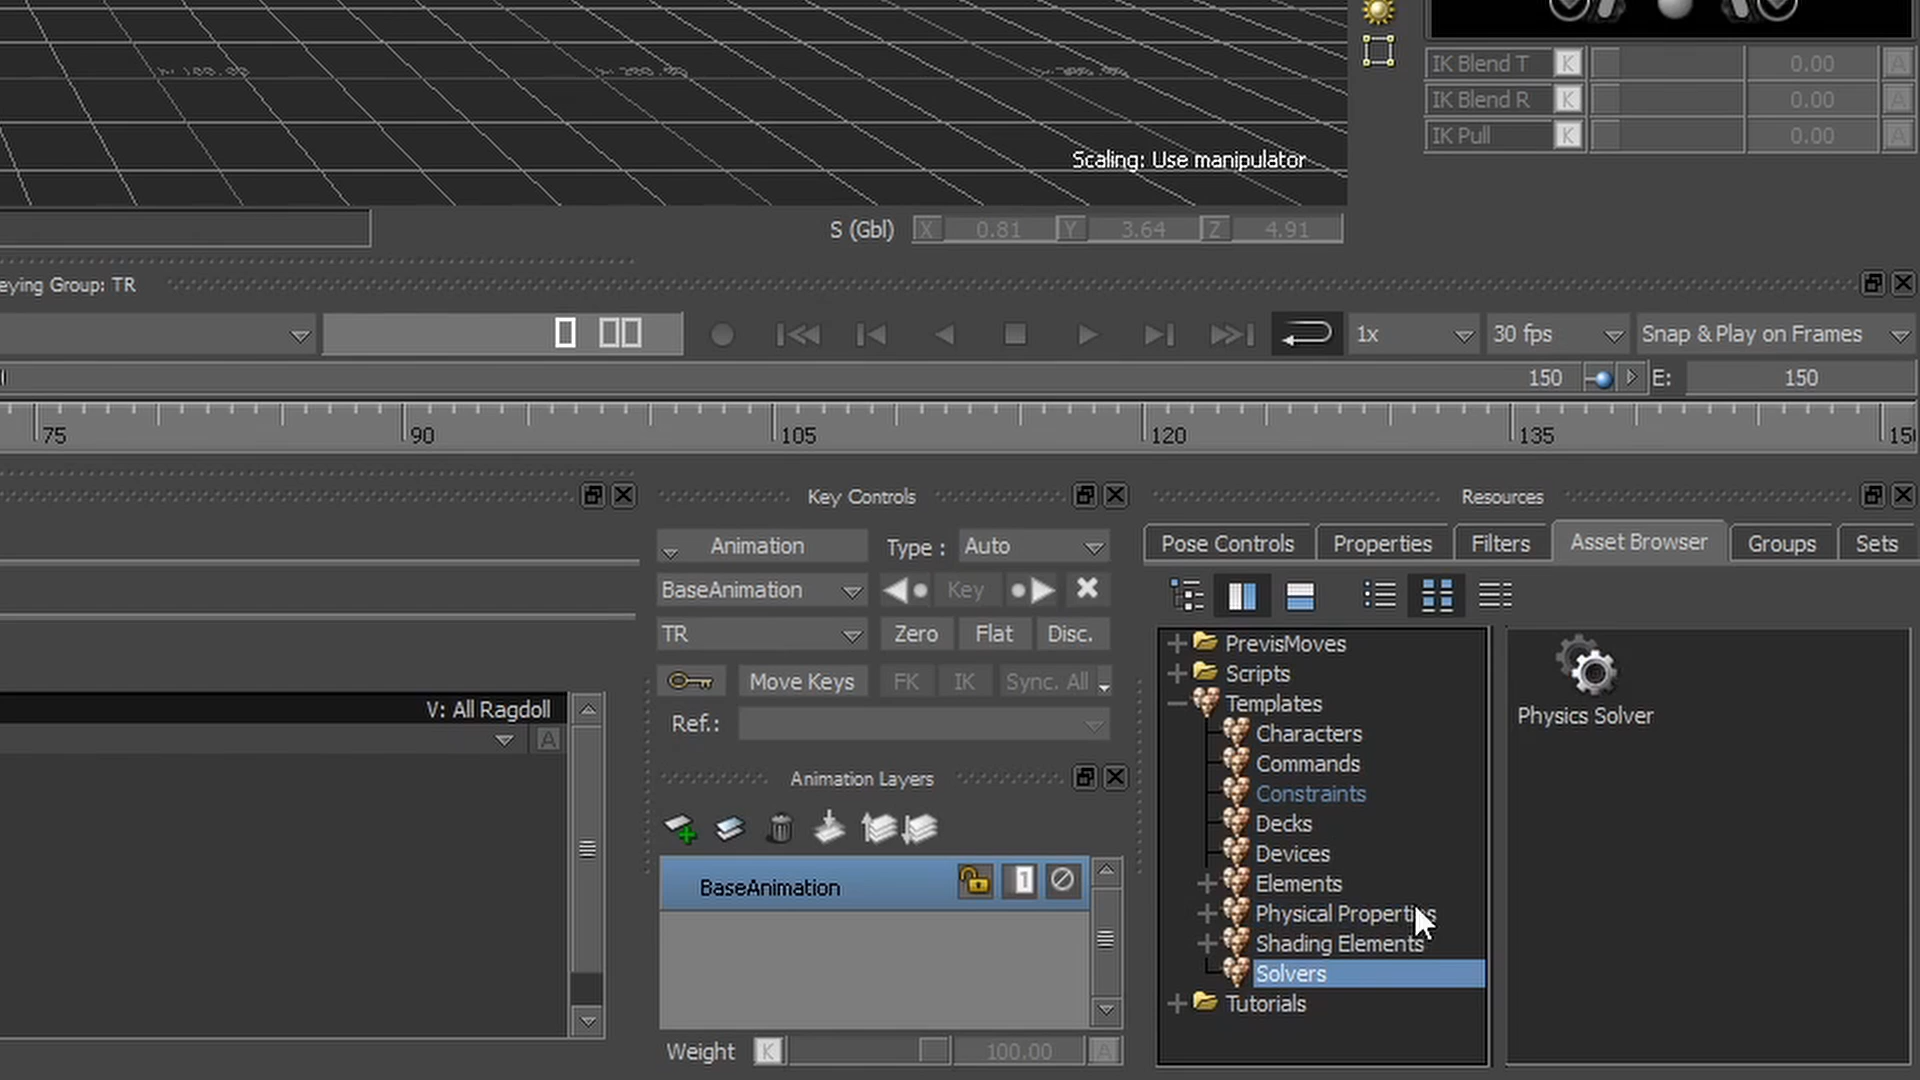 IK Blend T K 0.00 A
IK Blend R K 0.00 A
IK Pull K 0.00 A
Scaling: Use manipulator
S (Gbl) X 0.81 Y 3.64 Z 4.91
eying Group: TR
1x 30 fps Snap & Play on Frames
150 E: 150
75 90 105 120 135 150
Key Controls
Animation Type : Auto
BaseAnimation Key
TR Zero Flat Disc.
Move Keys FK IK Sync. All
Ref.:
V: All Ragdoll
A
Animation Layers
BaseAnimation 1
Weight K 100.00 A
Resources
Pose Controls Properties Filters Asset Browser Groups Sets
PrevisMoves
Scripts
Templates
Characters
Commands
Constraints
Decks
Devices
Elements
Physical Properties
Shading Elements
Solvers
Tutorials
Physics Solver